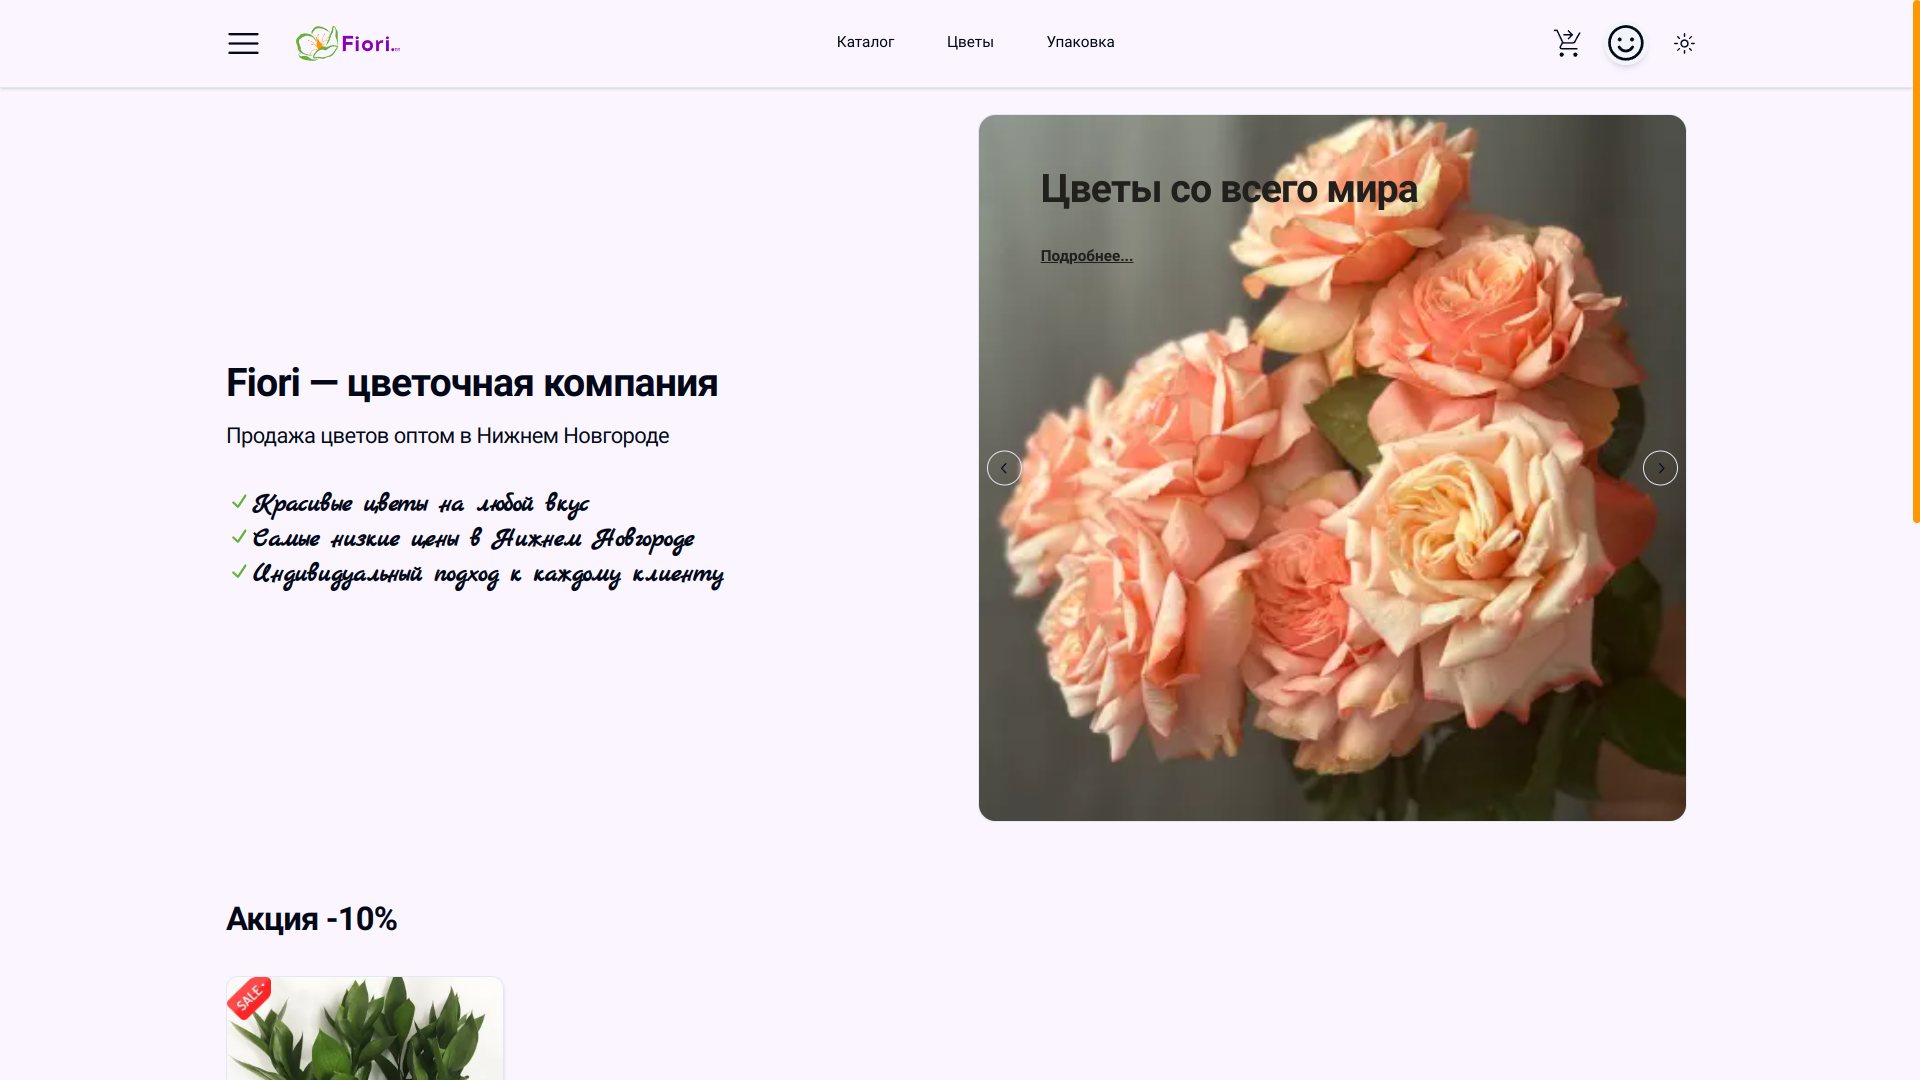 Fiori.
Каталог
Цветы
Упаковка
Цветы со всего мира
Подробнее...
Fiori — цветочная компания
Продажа цветов оптом в Нижнем Новгороде
Красивые цветы на любой вкус
Самые низкие цены в Нижнем Новгороде
Индивидуальный подход к каждому клиенту
Акция -10%
SALE